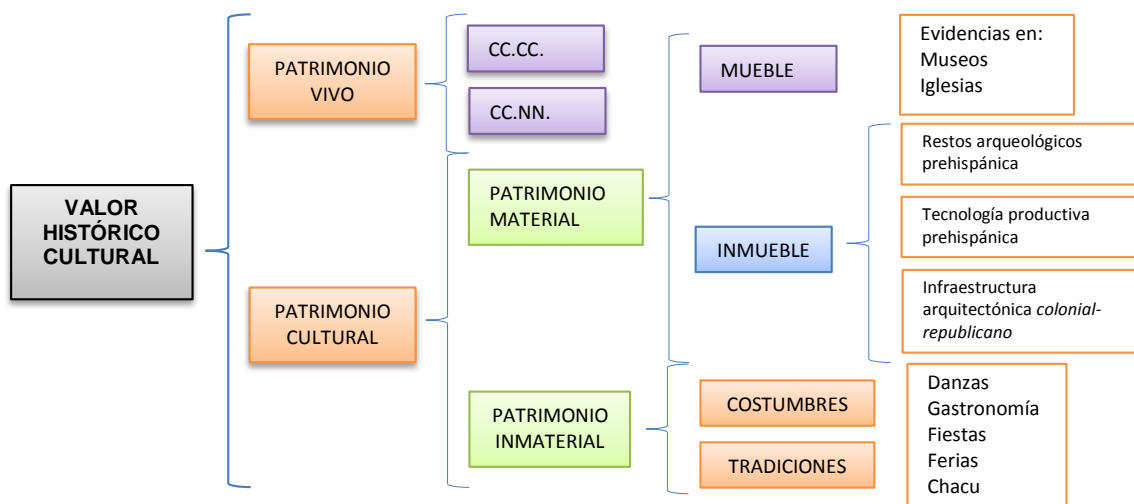 VALOR
HISTÓRICO
CULTURAL
PATRIMONIO
VIVO
CC.CC.
CC.NN.
PATRIMONIO
CULTURAL
PATRIMONIO
MATERIAL
MUEBLE
Evidencias en:
Museos
Iglesias
INMUEBLE
Restos arqueológicos
prehispánica
Tecnología productiva
prehispánica
Infraestructura
arquitectónica colonial-
republicano
PATRIMONIO
INMATERIAL
COSTUMBRES
TRADICIONES
Danzas
Gastronomía
Fiestas
Ferias
Chacu